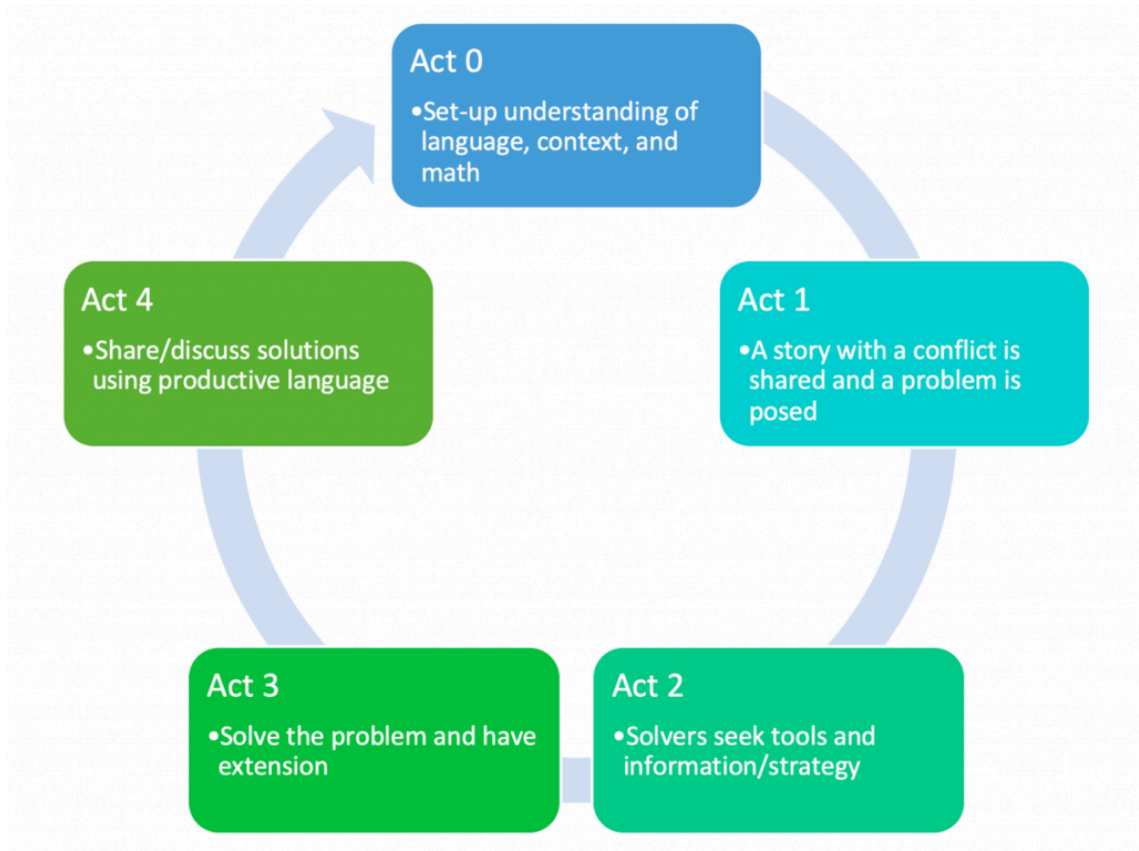 Act 0
•Set-up understanding of
language, context, and
math
Act 1
•A story with a conflict is
shared and a problem is
posed
Act 2
•Solvers seek tools and
information/strategy
Act 3
•Solve the problem and have
extension
Act 4
•Share/discuss solutions
using productive language